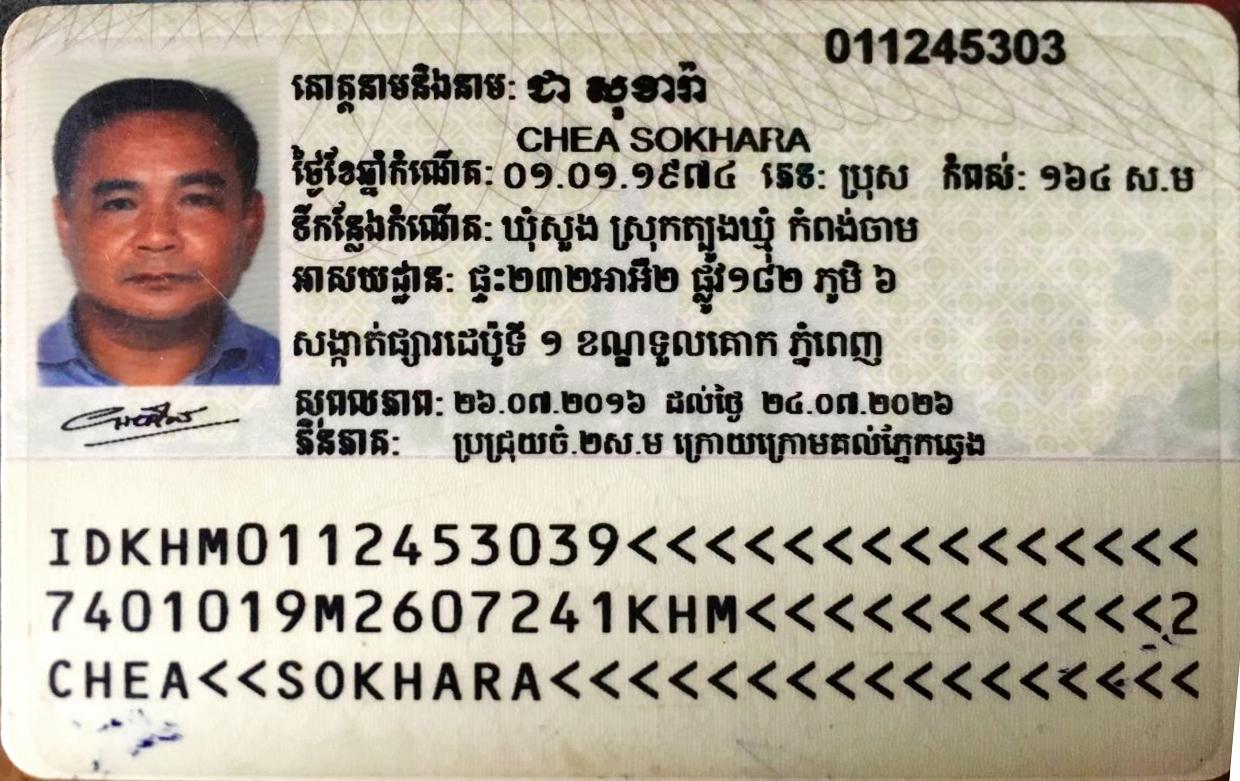 011245303
គោត្តនាមនិងនាម: ជា សុខារ៉ា
CHEA SOKHARA
ថ្ងៃខែឆ្នាំកំណើត: ០១.០១.១៩៧៤ ភេទ: ប្រុស កំពស់: ១៦៤ ស.ម
ទីកន្លែងកំណើត: ឃុំសួង ស្រុកត្បូងឃ្មុំ កំពង់ចាម
អាសយដ្ឋាន: ផ្ទះ២៣២អាអឺ២ ផ្លូវ១៨២ ភូមិ ៦
សង្កាត់ផ្សារដេប៉ូទី ១ ខណ្ឌទួលគោក ភ្នំពេញ
សុពលភាព: ២៦.០៧.២០១៦ ដល់ថ្ងៃ ២៤.០៧.២០២៦
ភិនភាគ: ប្រជ្រុយចំ.២ស.ម ក្រោយក្រោមគល់ភ្នែកឆ្វេង
IDKHM0112453039<<<<<<<<<<<<<<<
7401019M2607241KHM<<<<<<<<<<<2
CHEA<<SOKHARA<<<<<<<<<<<<<<<<<